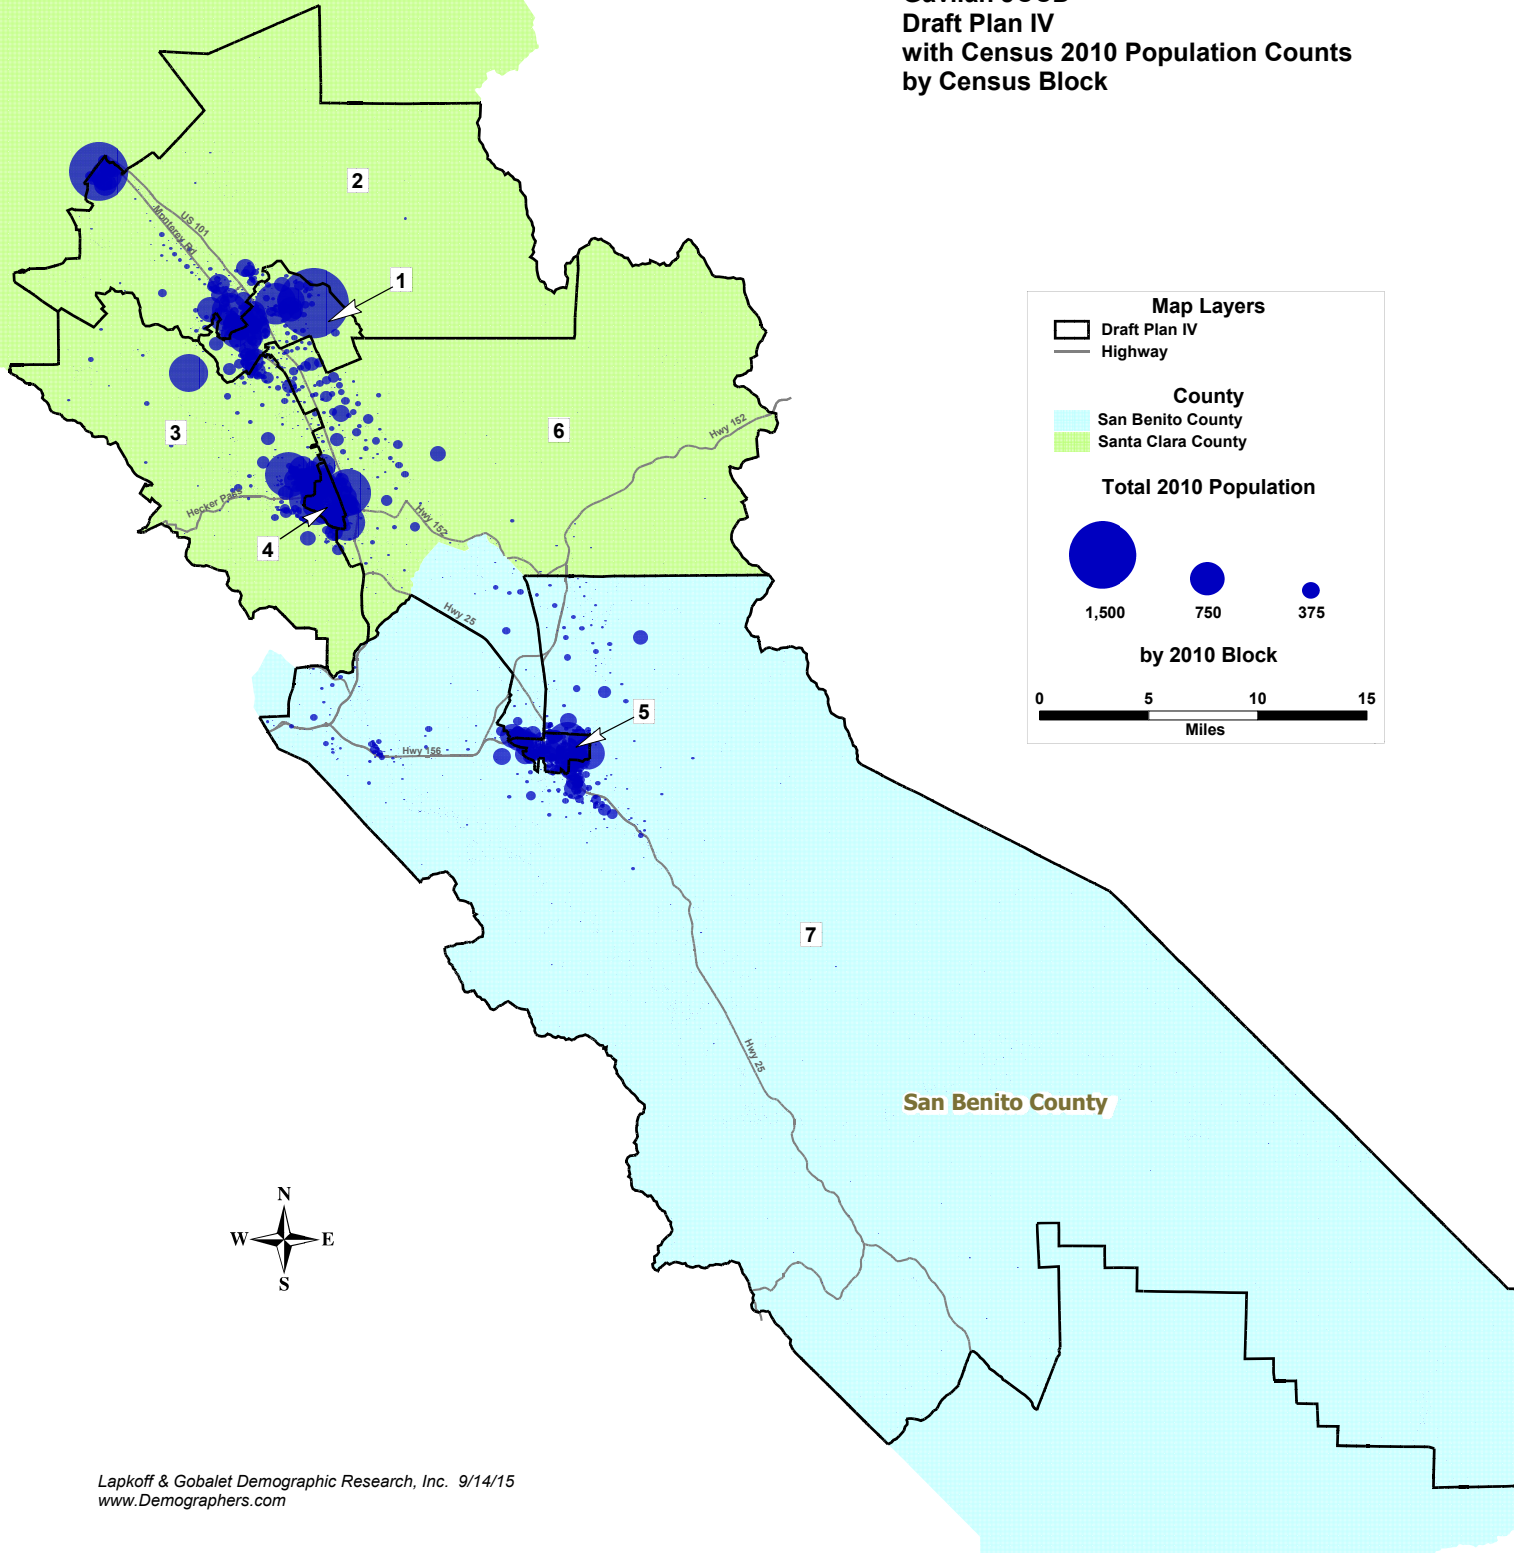 Draft Plan IV
with Census 2010 Population Counts
by Census Block
2
US 101
Monterey Rd
1
Map Layers
Draft Plan IV
Highway
County
San Benito County
Santa Clara County
Total 2010 Population
1,500
750
375
by 2010 Block
0
5
10
15
Miles
3
6
Hwy 152
Hecker Pass
Hwy 152
4
Hwy 25
5
Hwy 156
7
Hwy 25
San Benito County
N
W
E
S
Lapkoff & Gobalet Demographic Research, Inc. 9/14/15
www.Demographers.com